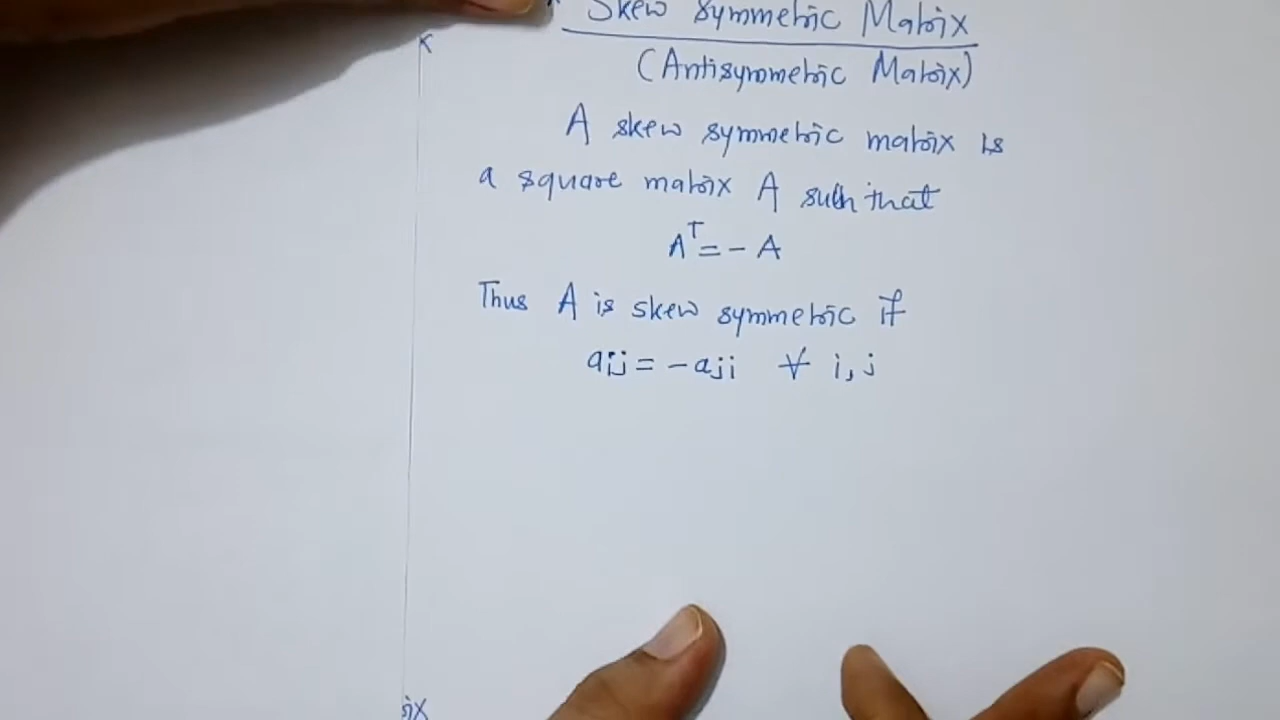 Skew Symmetric Matrix
(Antisymmetric Matrix)
A skew symmetric matrix is
a square matrix A such that
Aᵀ = - A
Thus A is skew symmetric if
aij = - aji ∀ i, j